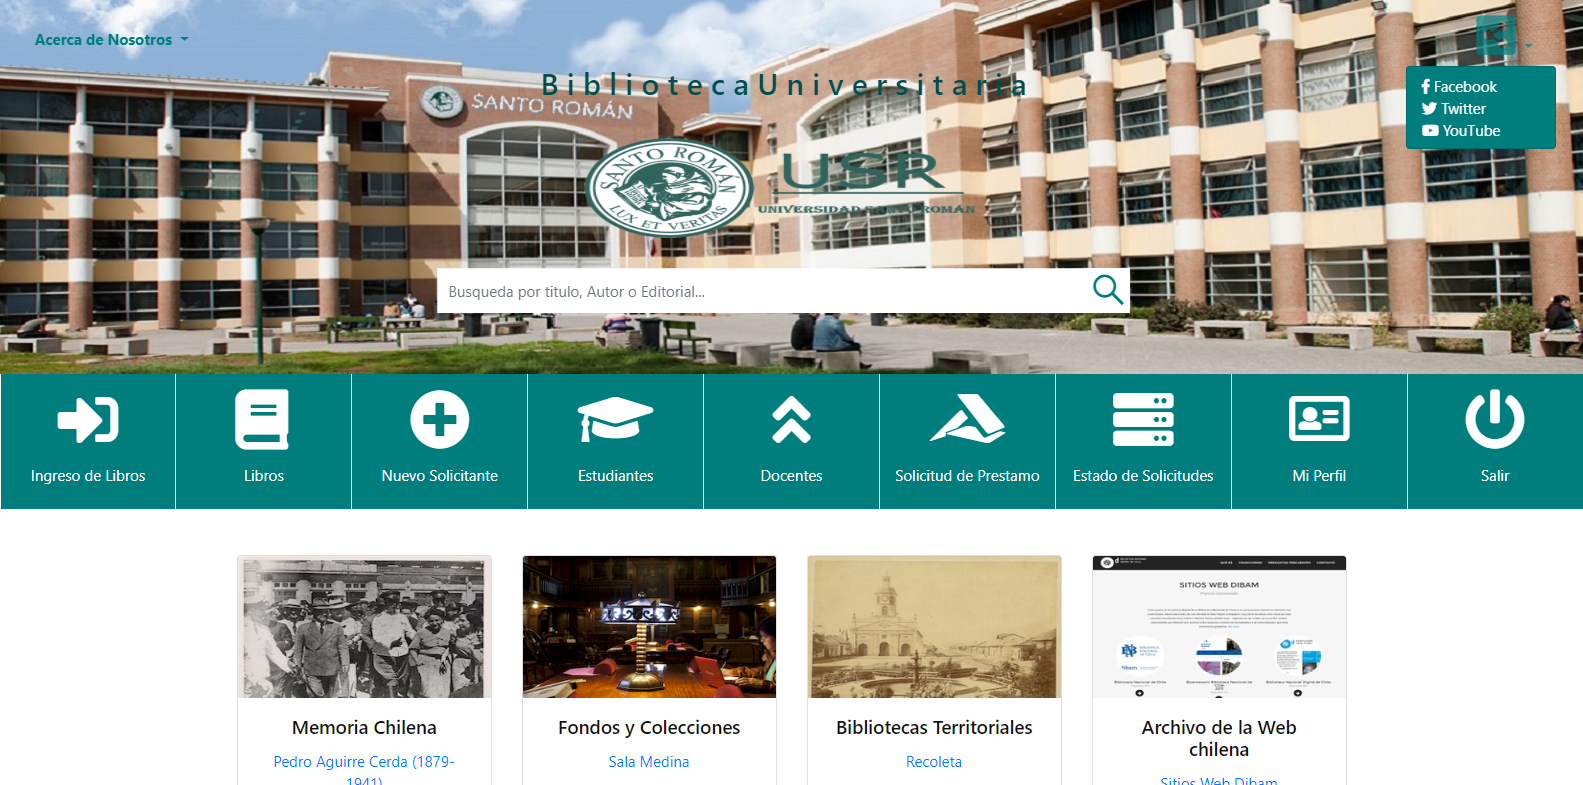 Acerca de Nosotros
BibliotecaUniversitaria
SANTO ROMÁN
Facebook
Twitter
YouTube
SANTO ROMAN
LUX ET VERITAS
USR
UNIVERSIDAD SANTO ROMÁN
Busqueda por titulo, Autor o Editorial...
Ingreso de Libros
Libros
Nuevo Solicitante
Estudiantes
Docentes
Solicitud de Prestamo
Estado de Solicitudes
Mi Perfil
Salir
SITIOS WEB DIBAM
Memoria Chilena
Pedro Aguirre Cerda (1879-
1941)
Fondos y Colecciones
Sala Medina
Bibliotecas Territoriales
Recoleta
Archivo de la Web
chilena
Sitios Web Dibam